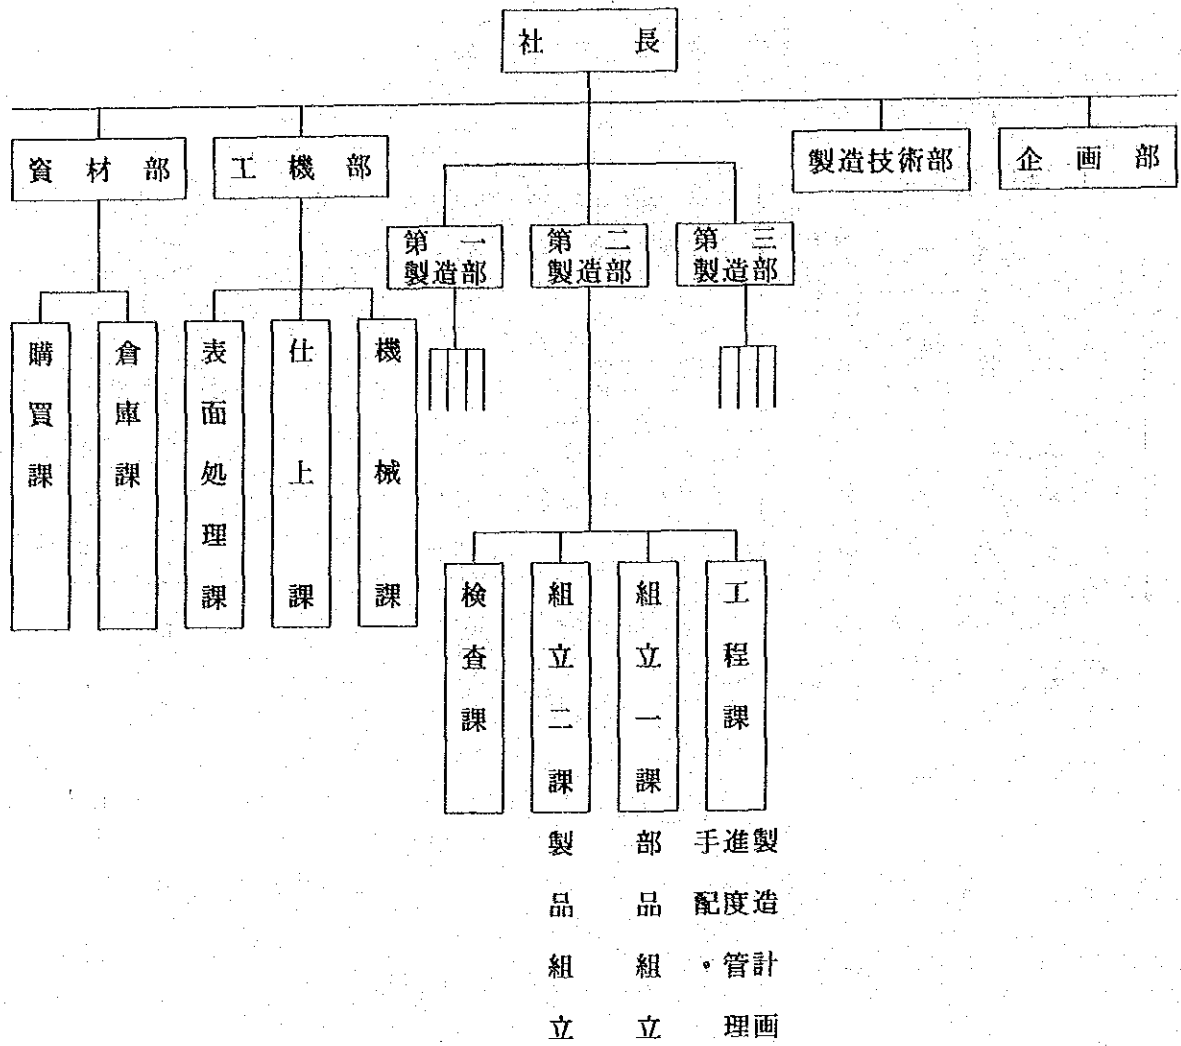 社長
資材部
工機部
製造技術部
企画部
第一
製造部
第二
製造部
第三
製造部
購買課
倉庫課
表面処理課
仕上課
機械課
検査課
組立二課
組立一課
工程課
製品組立
部品組立
製造計画
進度管理
手配・